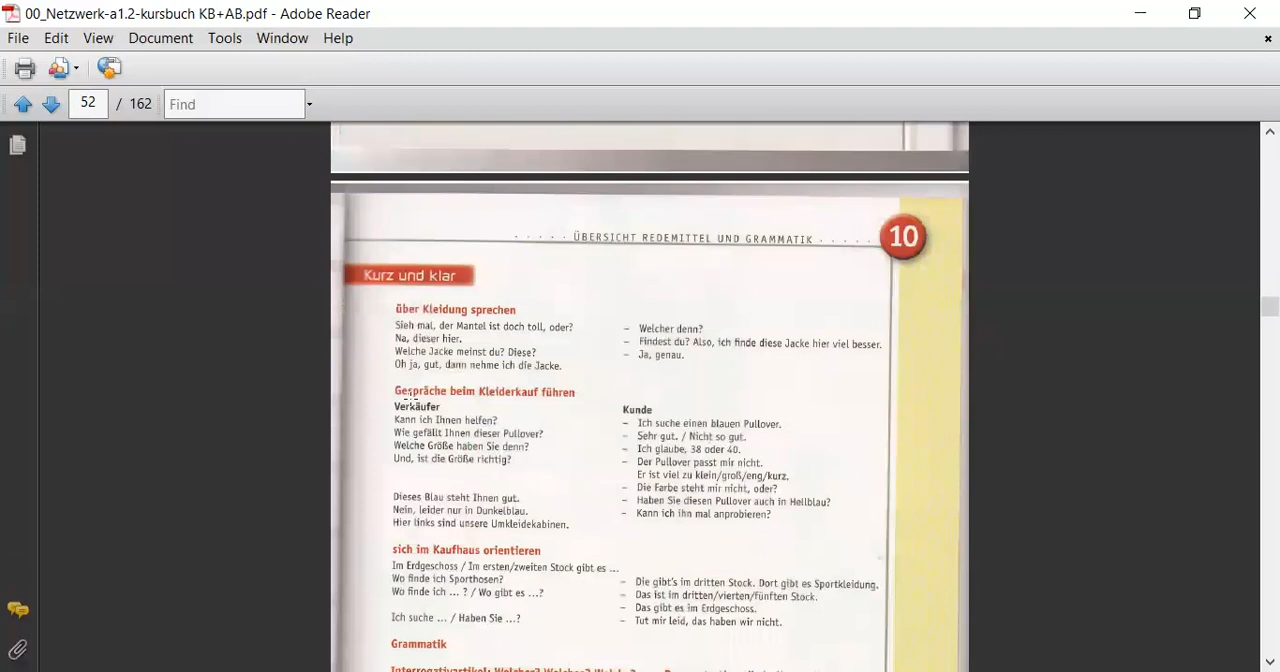 00_Netzwerk-a1.2-kursbuch KB+AB.pdf - Adobe Reader
File Edit View Document Tools Window Help
52 / 162 Find
ÜBERSICHT REDEMITTEL UND GRAMMATIK
10
Kurz und klar
über Kleidung sprechen
Sieh mal, der Mantel ist doch toll, oder? – Welcher denn?
Na, dieser hier. – Findest du? Also, ich finde diese Jacke hier viel besser.
Welche Jacke meinst du? Diese? – Ja, genau.
Oh ja, gut, dann nehme ich die Jacke.
Gespräche beim Kleiderkauf führen
Verkäufer Kunde
Kann ich Ihnen helfen? – Ich suche einen blauen Pullover.
Wie gefällt Ihnen dieser Pullover? – Sehr gut. / Nicht so gut.
Welche Größe haben Sie denn? – Ich glaube, 38 oder 40.
Und, ist die Größe richtig? – Der Pullover passt mir nicht.
Er ist viel zu klein/groß/eng/kurz.
– Die Farbe steht mir nicht, oder?
Dieses Blau steht Ihnen gut. – Haben Sie diesen Pullover auch in Hellblau?
Nein, leider nur in Dunkelblau. – Kann ich ihn mal anprobieren?
Hier links sind unsere Umkleidekabinen.
sich im Kaufhaus orientieren
Im Erdgeschoss / Im ersten/zweiten Stock gibt es ...
Wo finde ich Sporthosen? – Die gibt's im dritten Stock. Dort gibt es Sportkleidung.
Wo finde ich ... ? / Wo gibt es ...? – Das ist im dritten/vierten/fünften Stock.
– Das gibt es im Erdgeschoss.
Ich suche ... / Haben Sie ...? – Tut mir leid, das haben wir nicht.
Grammatik
Interrogativartikel: Welcher? Welches? Welche?